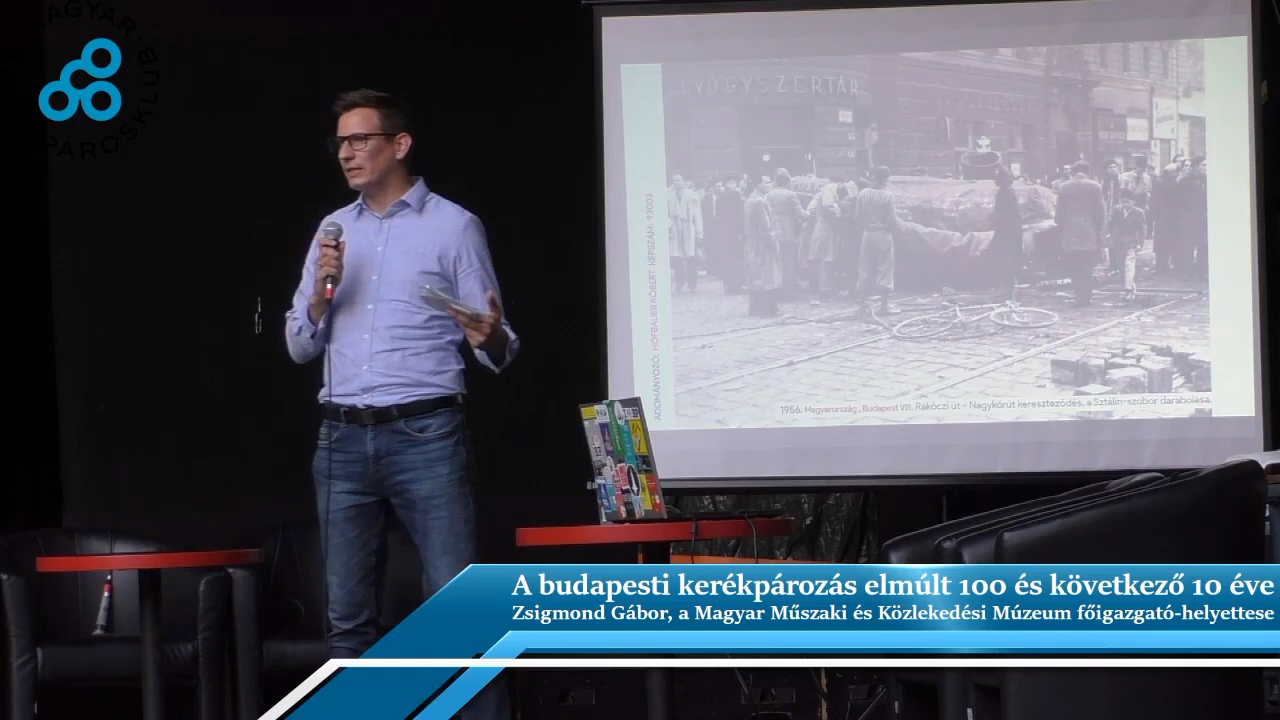 MAGYAR
PÁROSKLUB
GYÓGYSZERTÁR
ADOMÁNYOZÓ: HOFBAUER RÓBERT KÉPSZÁM: 93003
1956. Magyarország, Budapest VIII. Rákóczi út - Nagykörút kereszteződés, a Sztálin-szobor darabolása.
A budapesti kerékpározás elmúlt 100 és következő 10 éve
Zsigmond Gábor, a Magyar Műszaki és Közlekedési Múzeum főigazgató-helyettese